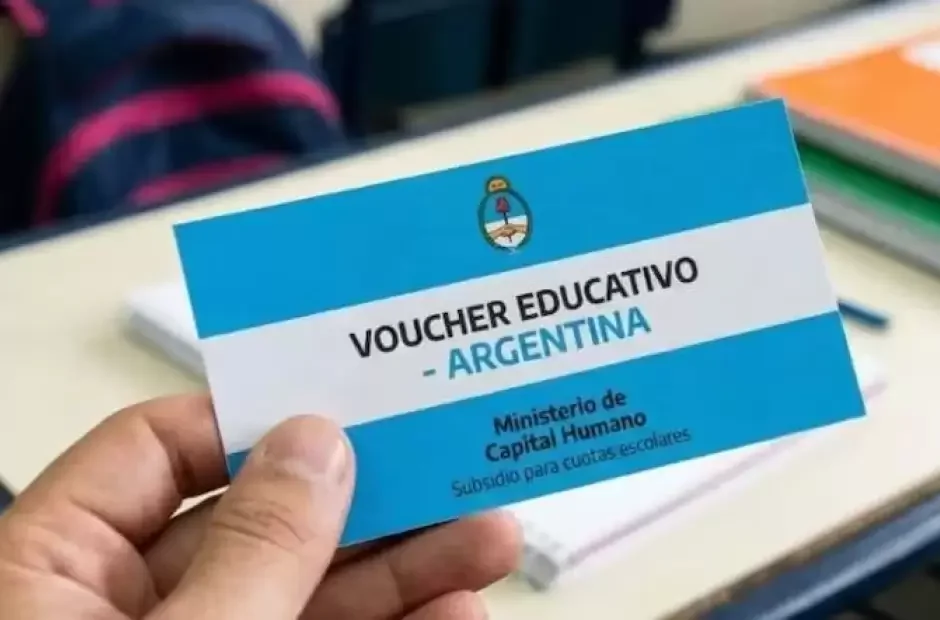 VOUCHER EDUCATIVO
- ARGENTINA
Ministerio de
Capital Humano
Subsidio para cuotas escolares